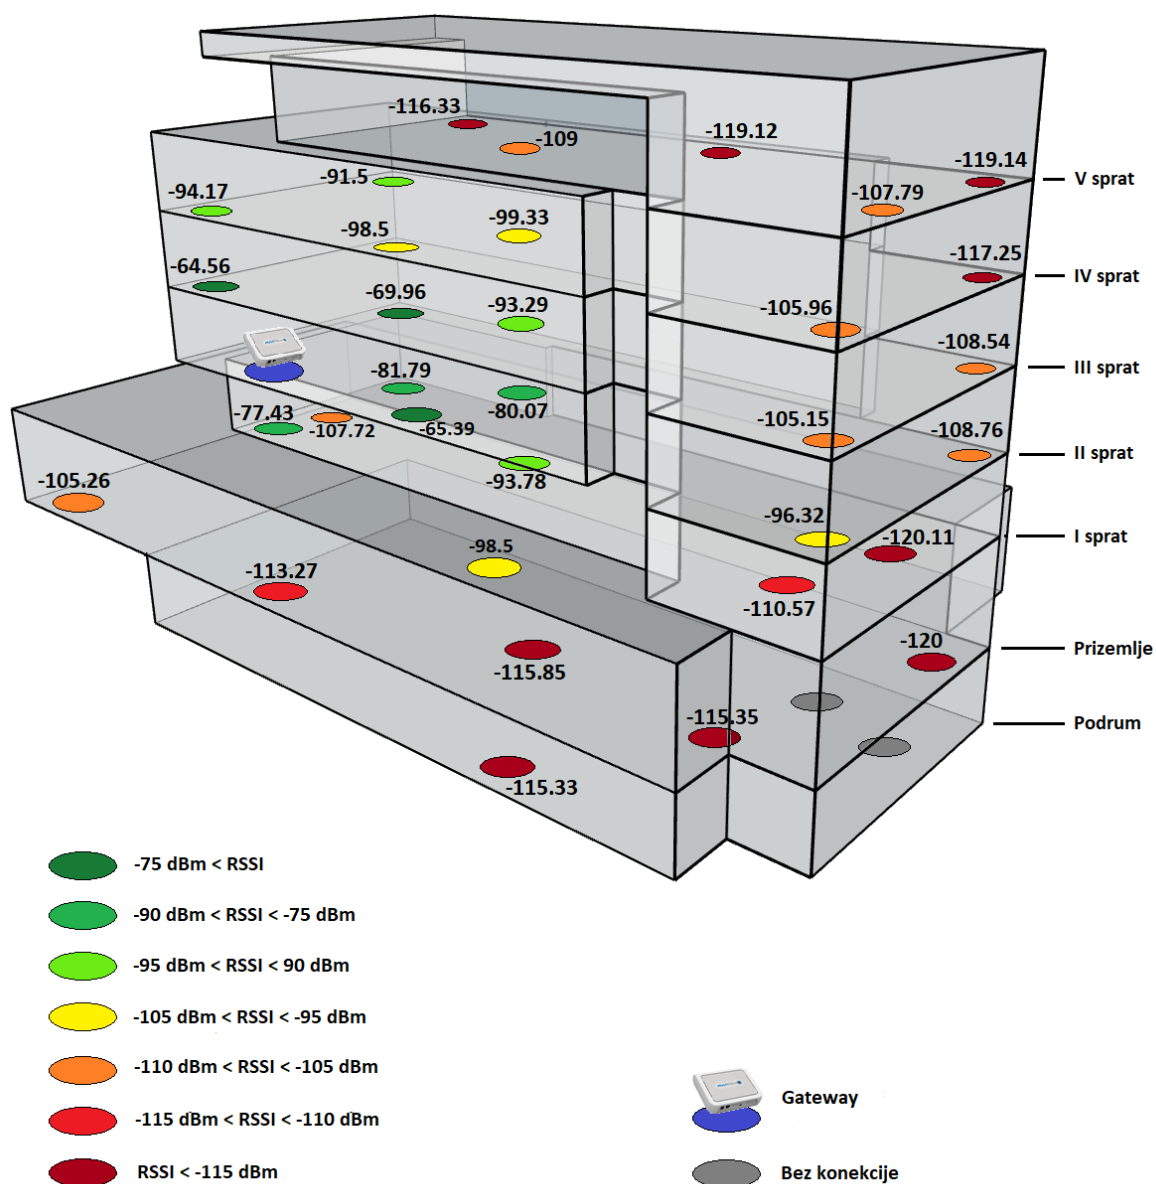 -116.33
-109
-119.12
-119.14
V sprat
-94.17
-91.5
-107.79
-98.5
-99.33
-117.25
IV sprat
-64.56
-69.96
-93.29
-105.96
-108.54
III sprat
-81.79
-80.07
-77.43
-107.72
-65.39
-105.15
-108.76
II sprat
-105.26
-93.78
-96.32
-120.11
I sprat
-98.5
-113.27
-110.57
-120
Prizemlje
-115.85
-115.35
Podrum
-115.33
-75 dBm < RSSI
-90 dBm < RSSI < -75 dBm
-95 dBm < RSSI < 90 dBm
-105 dBm < RSSI < -95 dBm
-110 dBm < RSSI < -105 dBm
-115 dBm < RSSI < -110 dBm
RSSI < -115 dBm
Gateway
Bez konekcije